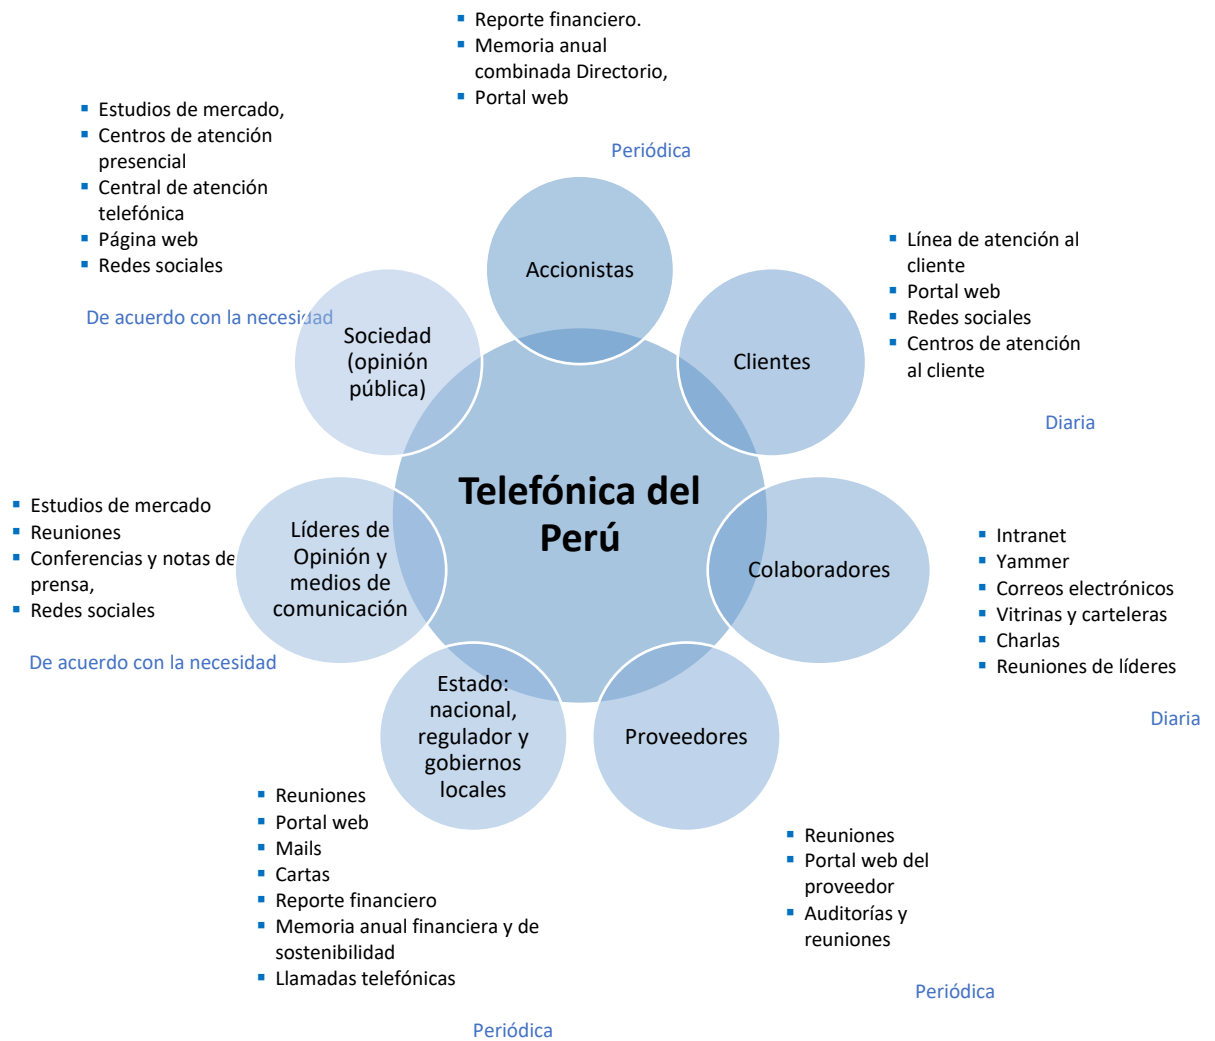 Reporte financiero.
Memoria anual
combinada Directorio,
Portal web
Periódica
Accionistas
Estudios de mercado,
Centros de atención
presencial
Central de atención
telefónica
Página web
Redes sociales
De acuerdo con la necesidad
Sociedad
(opinión
pública)
Línea de atención al
cliente
Portal web
Redes sociales
Centros de atención
al cliente
Diaria
Clientes
Telefónica del
Perú
Estudios de mercado
Reuniones
Conferencias y notas de
prensa,
Redes sociales
De acuerdo con la necesidad
Líderes de
Opinión y
medios de
comunicación
Colaboradores
Intranet
Yammer
Correos electrónicos
Vitrinas y carteleras
Charlas
Reuniones de líderes
Diaria
Estado:
nacional,
regulador y
gobiernos
locales
Reuniones
Portal web
Mails
Cartas
Reporte financiero
Memoria anual financiera y de
sostenibilidad
Llamadas telefónicas
Periódica
Proveedores
Reuniones
Portal web del
proveedor
Auditorías y
reuniones
Periódica